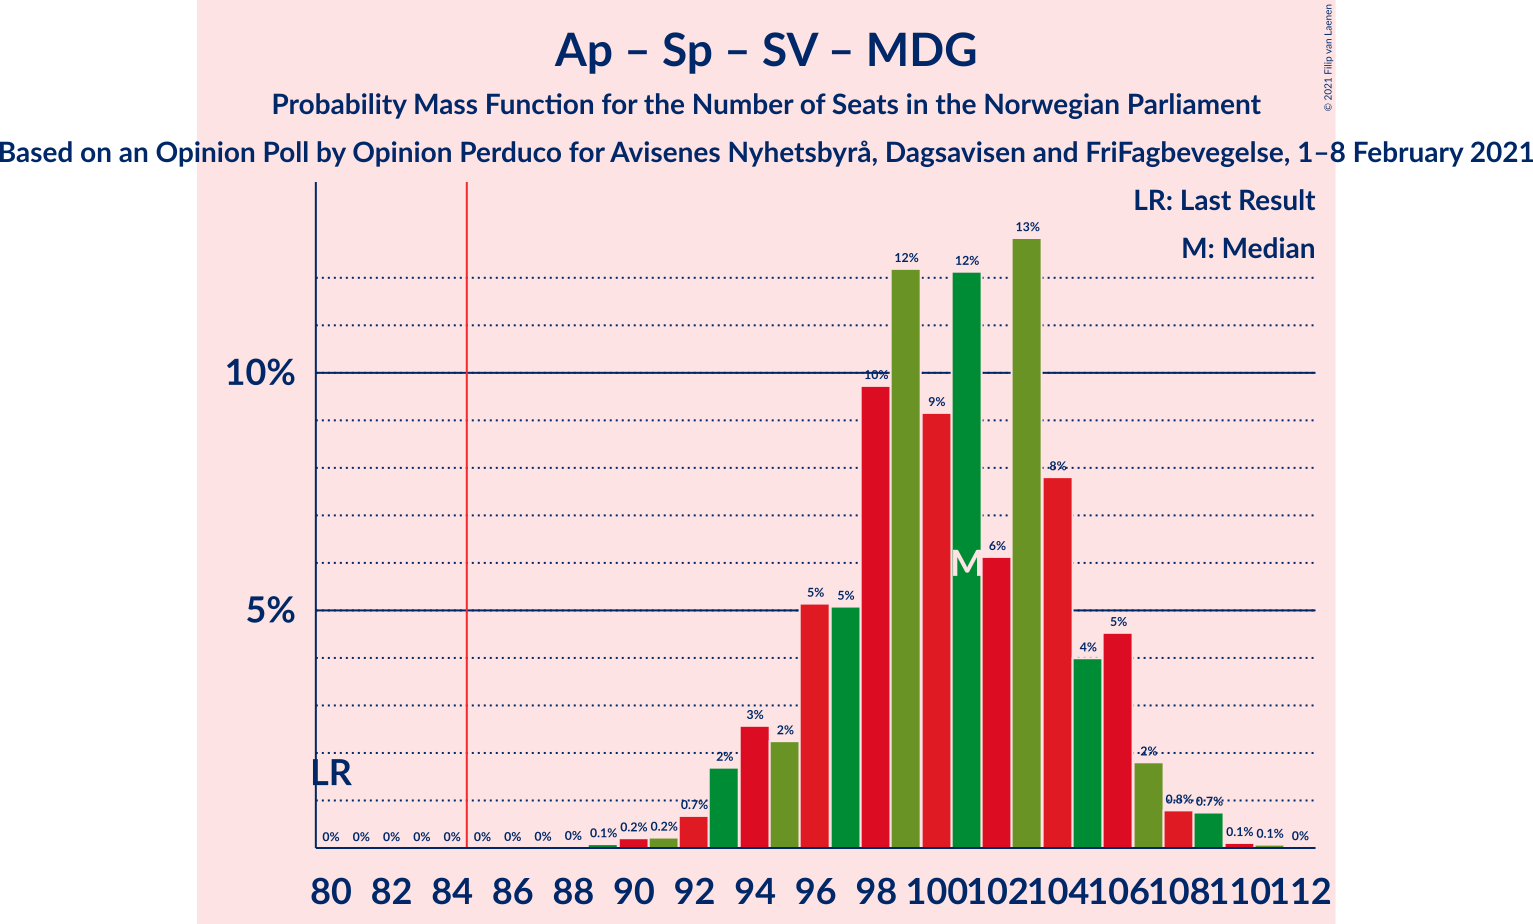 Ap – Sp – SV – MDG
Probability Mass Function for the Number of Seats in the Norwegian Parliament
Based on an Opinion Poll by Opinion Perduco for Avisenes Nyhetsbyrå, Dagsavisen and FriFagbevegelse, 1–8 February 2021
© 2021 Filip van Laenen
LR: Last Result
M: Median
10%
5%
0% 0% 0% 0% 0% 0% 0% 0% 0% 0.1% 0.2% 0.2% 0.7% 2% 3% 2% 5% 5% 10% 12% 9% 12% 6% 13% 8% 4% 5% 2% 0.8% 0.7% 0.1% 0.1% 0%
M
LR
80 82 84 86 88 90 92 94 96 98 100 102 104 106 108 110 112